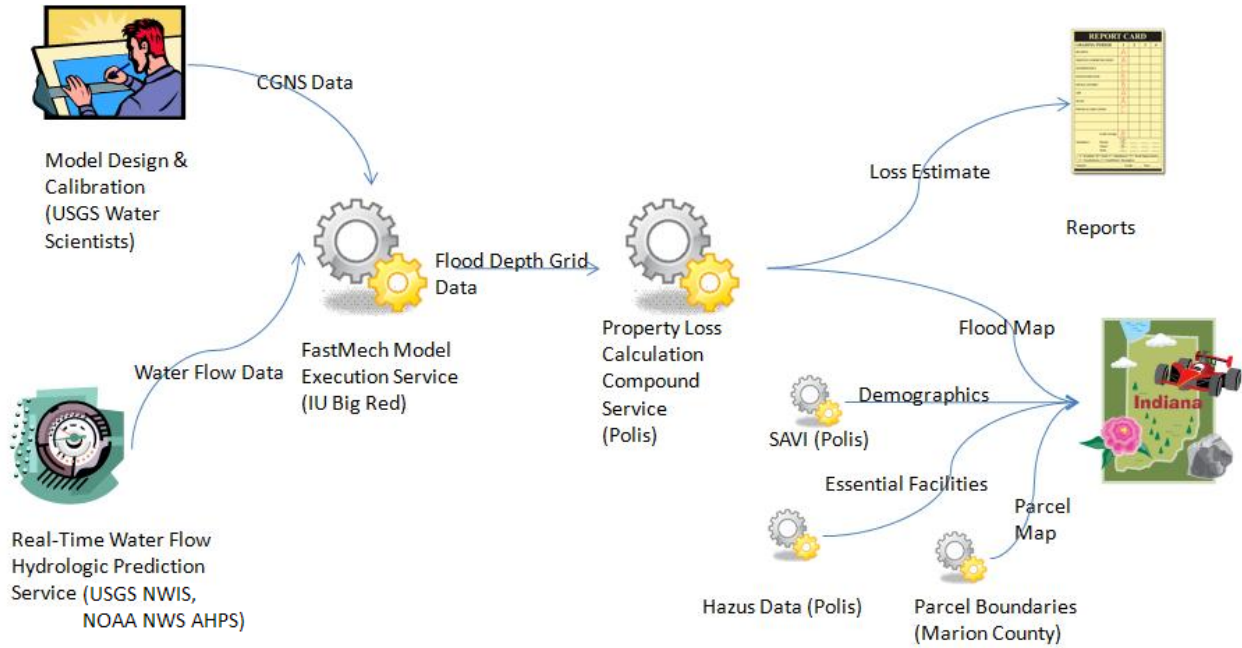 CGNS Data
Model Design &
Calibration
(USGS Water
Scientists)
Water Flow Data
Real-Time Water Flow
Hydrologic Prediction
Service (USGS NWIS,
NOAA NWS AHPS)
FastMech Model
Execution Service
(IU Big Red)
Flood Depth Grid
Data
Property Loss
Calculation
Compound
Service
(Polis)
Loss Estimate
REPORT CARD
Reports
Flood Map
Demographics
SAVI (Polis)
Essential Facilities
Hazus Data (Polis)
Parcel
Map
Parcel Boundaries
(Marion County)
Indiana